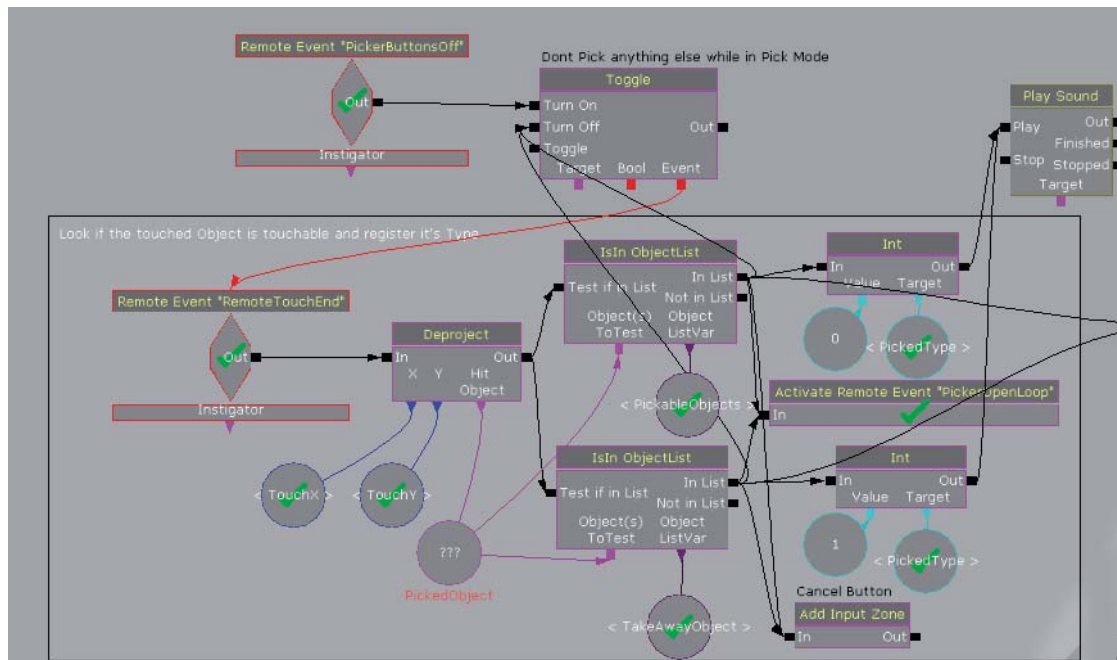 Remote Event "PickerButtonsOff"
Out
Instigator
Dont Pick anything else while in Pick Mode
Toggle
Turn On
Turn Off
Out
Toggle
Target Bool Event
Play Sound
Play
Out
Finished
Stop
Stopped
Target
Look if the touched Object is touchable and register it's Type
Remote Event "RemoteTouchEnd"
Out
Instigator
Deproject
In
Out
X Y Hit
Object
< TouchX >
< TouchY >
???
PickedObject
IsIn ObjectList
In List
Test if in List
Not in List
Object(s) Object
ToTest ListVar
< PickableObjects >
Int
In
Out
Value Target
0
< PickedType >
Activate Remote Event "PickerOpenLoop"
In
IsIn ObjectList
In List
Test if in List
Not in List
Object(s) Object
ToTest ListVar
< TakeAwayObject >
Int
In
Out
Value Target
1
< PickedType >
Cancel Button
Add Input Zone
In
Out